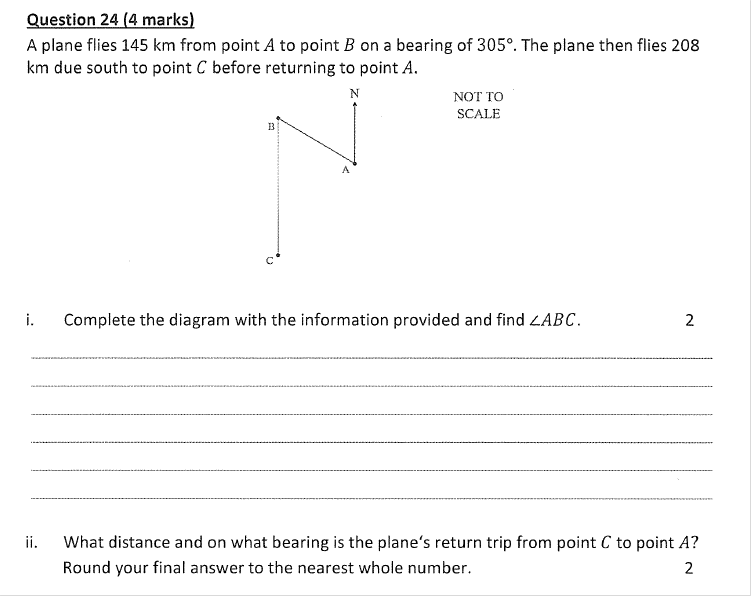 Question 24 (4 marks)
A plane flies 145 km from point A to point B on a bearing of 305°. The plane then flies 208
km due south to point C before returning to point A.
N
NOT TO
SCALE
B
A
C
i. Complete the diagram with the information provided and find ∠ABC. 2
ii. What distance and on what bearing is the plane's return trip from point C to point A?
Round your final answer to the nearest whole number. 2